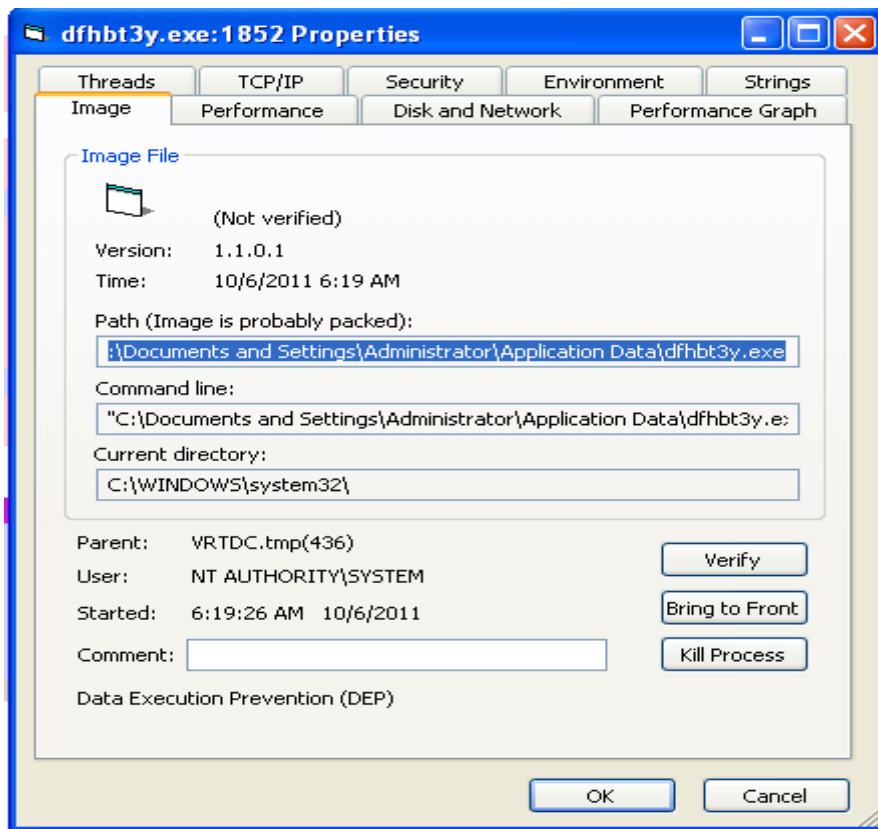 dfhbt3y.exe:1852 Properties
Threads TCP/IP Security Environment Strings
Image Performance Disk and Network Performance Graph
Image File
(Not verified)
Version: 1.1.0.1
Time: 10/6/2011 6:19 AM
Path (Image is probably packed):
:\Documents and Settings\Administrator\Application Data\dfhbt3y.exe
Command line:
"C:\Documents and Settings\Administrator\Application Data\dfhbt3y.e
Current directory:
C:\WINDOWS\system32\
Parent: VRTDC.tmp(436)
Verify
User: NT AUTHORITY\SYSTEM
Started: 6:19:26 AM 10/6/2011
Bring to Front
Comment:
Kill Process
Data Execution Prevention (DEP)
OK Cancel